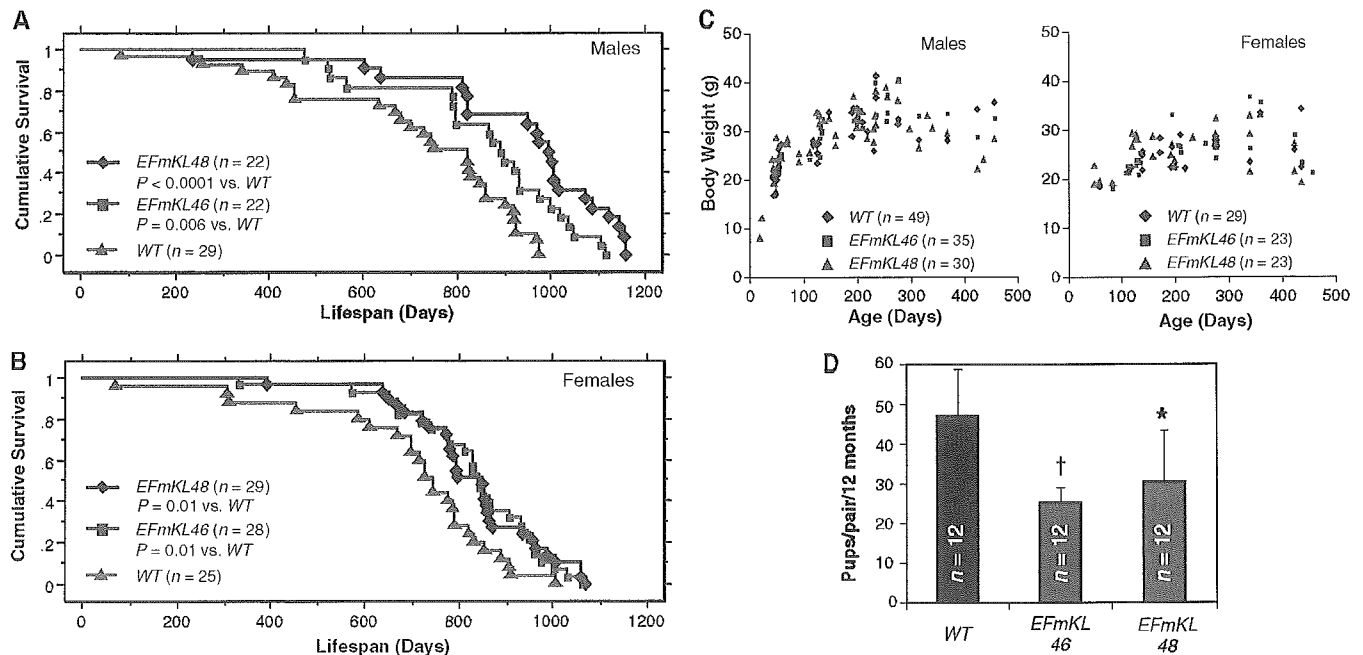 A
Males
Cumulative Survival
1
.8
.6
.4
.2
0
EFmKL48 (n = 22)
P < 0.0001 vs. WT
EFmKL46 (n = 22)
P = 0.006 vs. WT
WT (n = 29)
0 200 400 600 800 1000 1200
Lifespan (Days)
B
Females
Cumulative Survival
1
.8
.6
.4
.2
0
EFmKL48 (n = 29)
P = 0.01 vs. WT
EFmKL46 (n = 28)
P = 0.01 vs. WT
WT (n = 25)
0 200 400 600 800 1000 1200
Lifespan (Days)
C
Males
Body Weight (g)
50
40
30
20
10
0
WT (n = 49)
EFmKL46 (n = 35)
EFmKL48 (n = 30)
0 100 200 300 400 500
Age (Days)
Females
50
40
30
20
10
0
WT (n = 29)
EFmKL46 (n = 23)
EFmKL48 (n = 23)
0 100 200 300 400 500
Age (Days)
D
Pups/pair/12 months
60
50
40
30
20
10
0
†
*
n = 12
n = 12
n = 12
WT
EFmKL
46
EFmKL
48